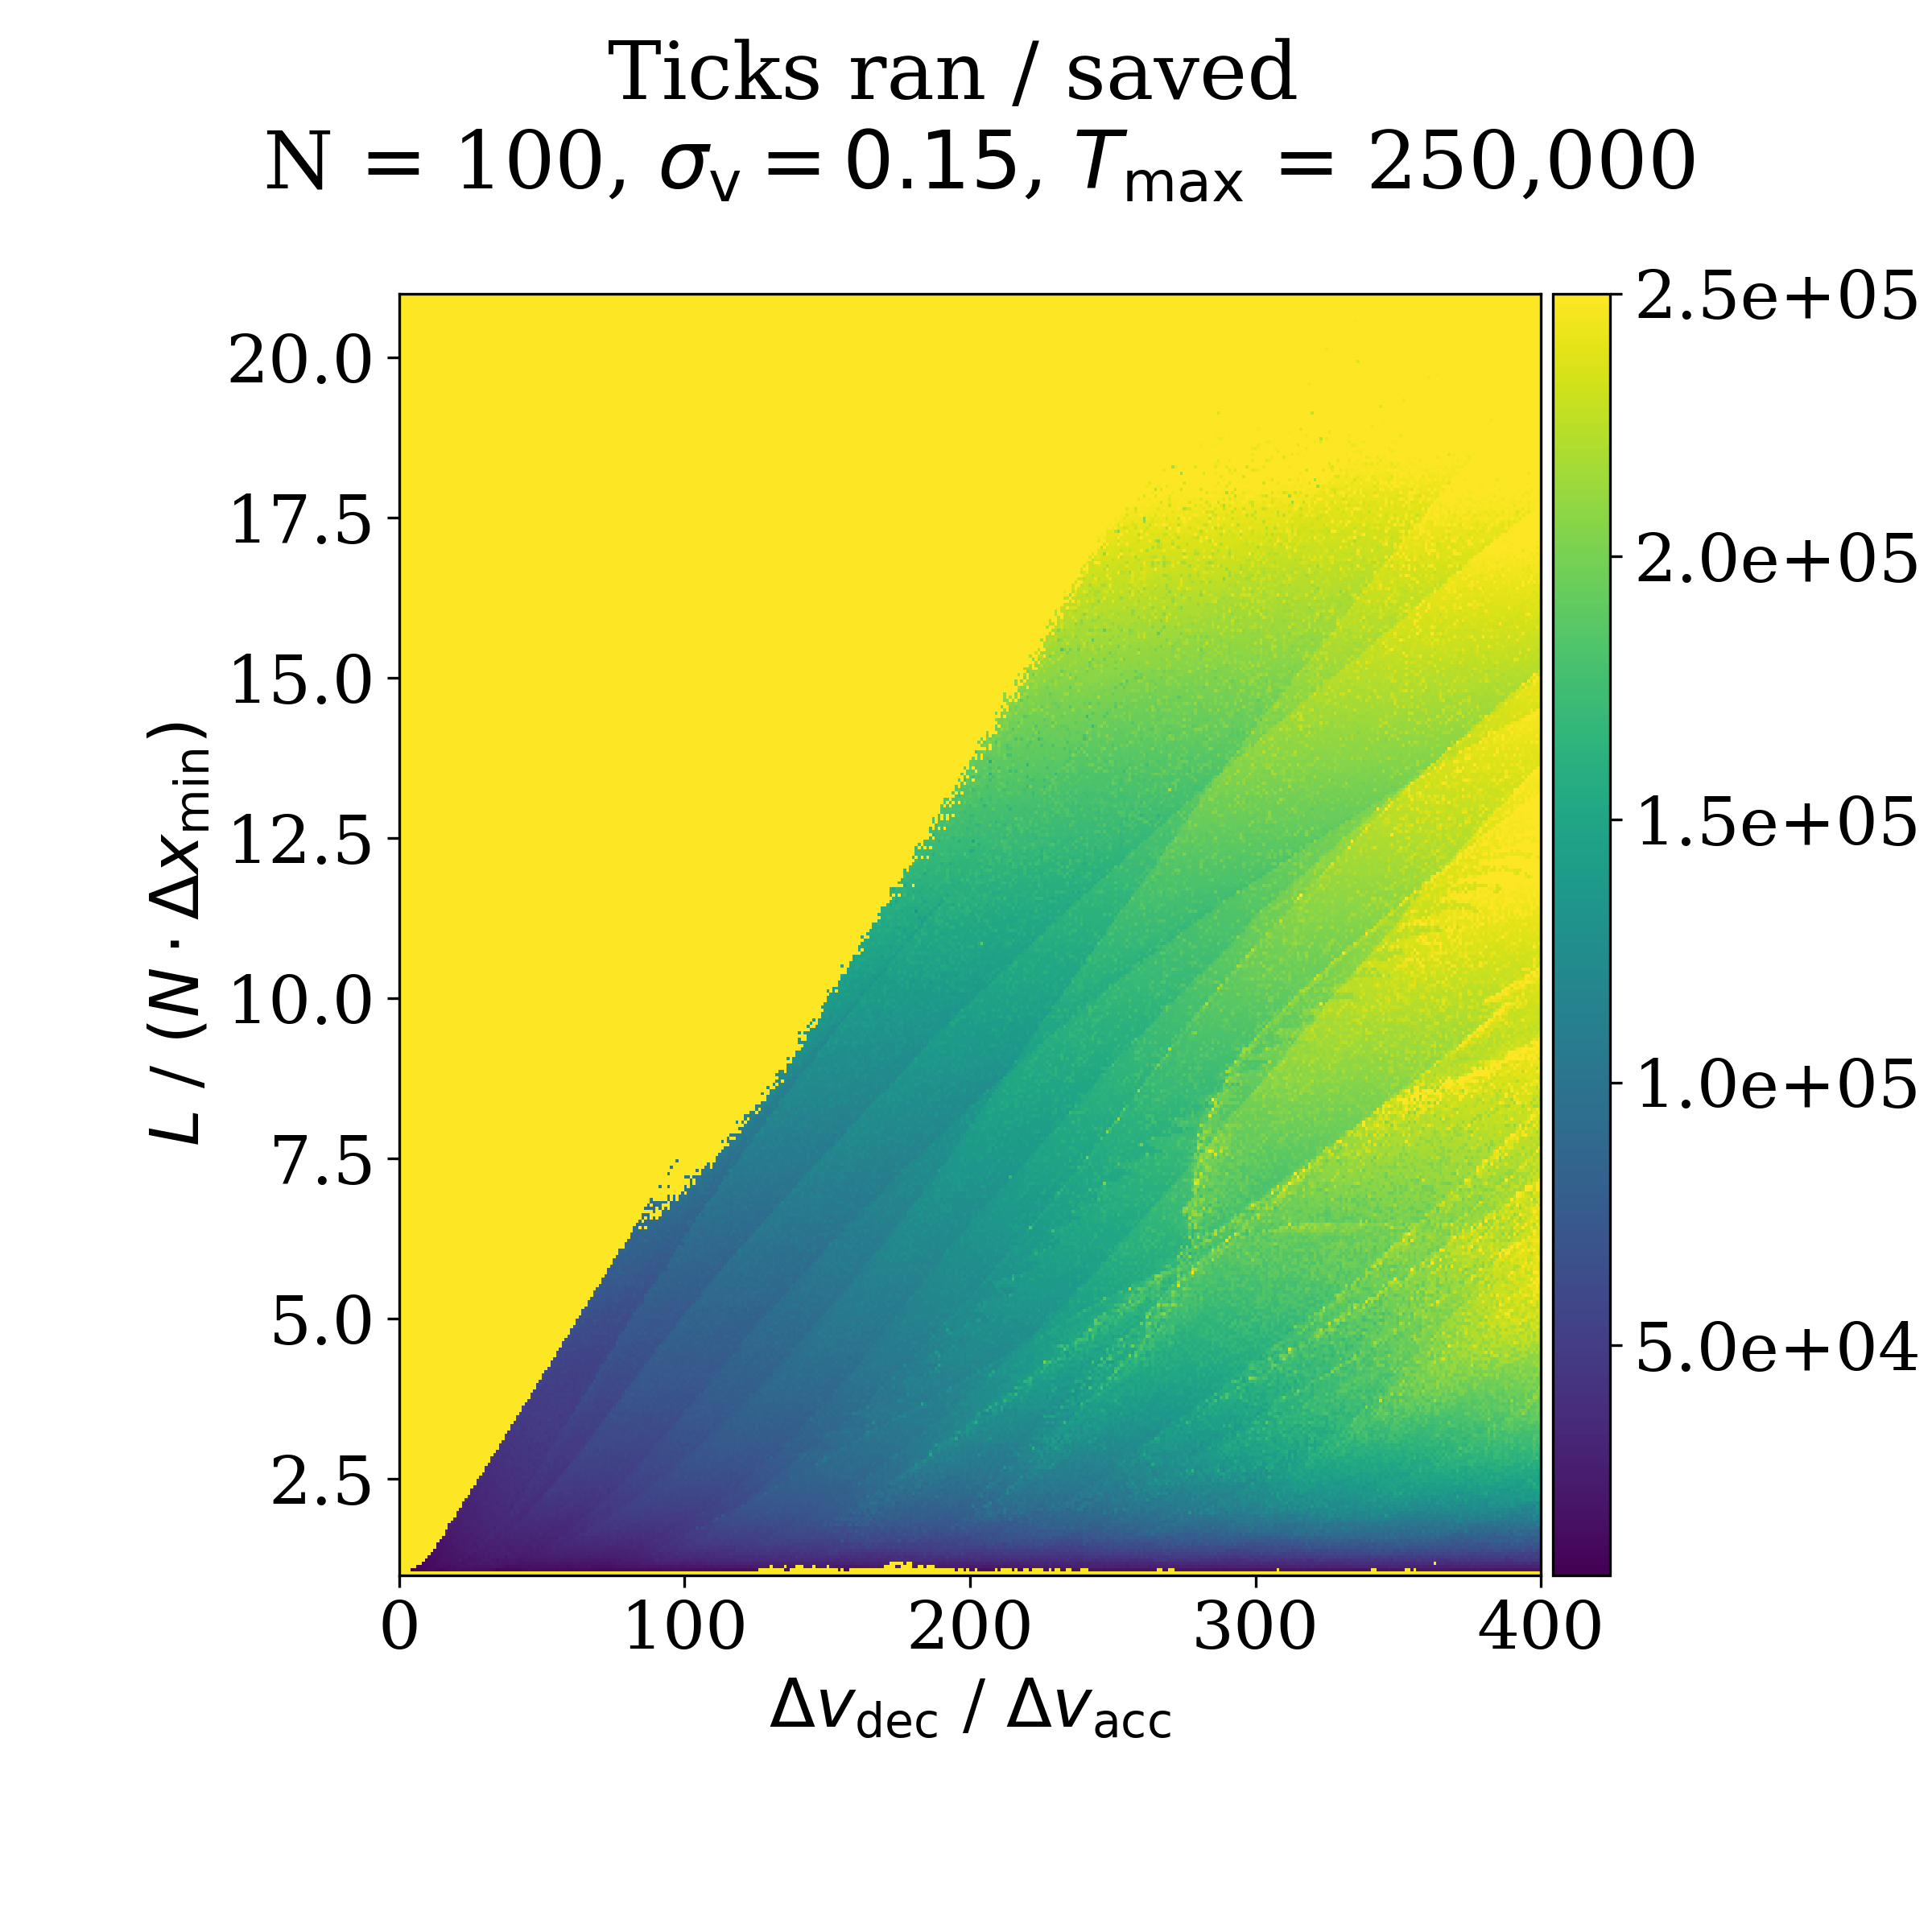 Ticks ran / saved
N = 100, σv = 0.15, Tmax = 250,000
20.0
17.5
15.0
12.5
10.0
7.5
5.0
2.5
L / (N · Δxmin)
0 100 200 300 400
Δvdec / Δvacc
2.5e+05
2.0e+05
1.5e+05
1.0e+05
5.0e+04